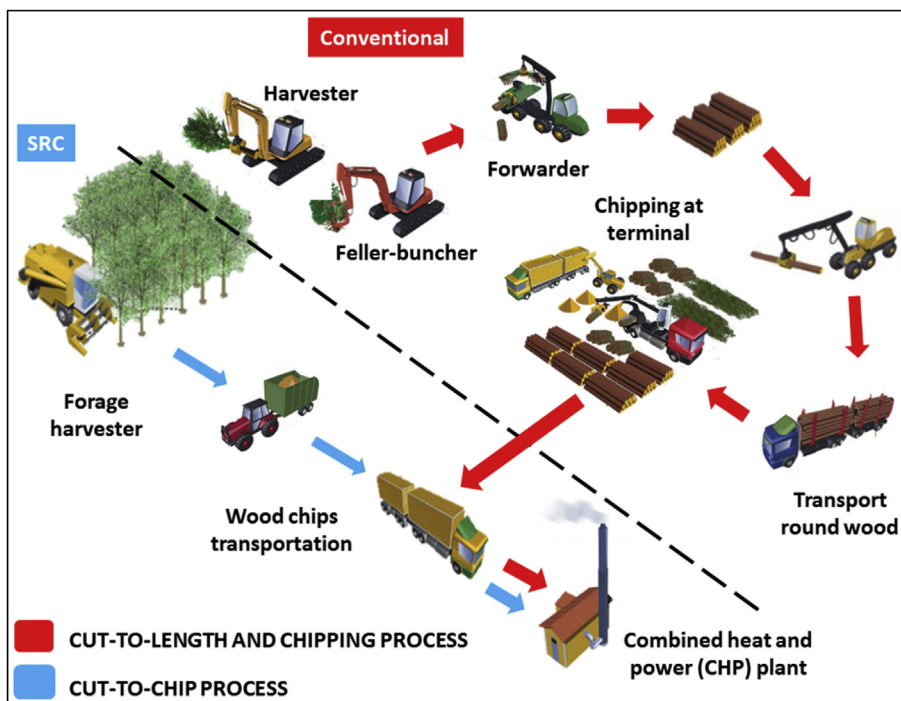 Conventional
Harvester
SRC
Forwarder
Feller-buncher
Chipping at
terminal
Forage
harvester
Wood chips
transportation
Transport
round wood
Combined heat and
power (CHP) plant
CUT-TO-LENGTH AND CHIPPING PROCESS
CUT-TO-CHIP PROCESS